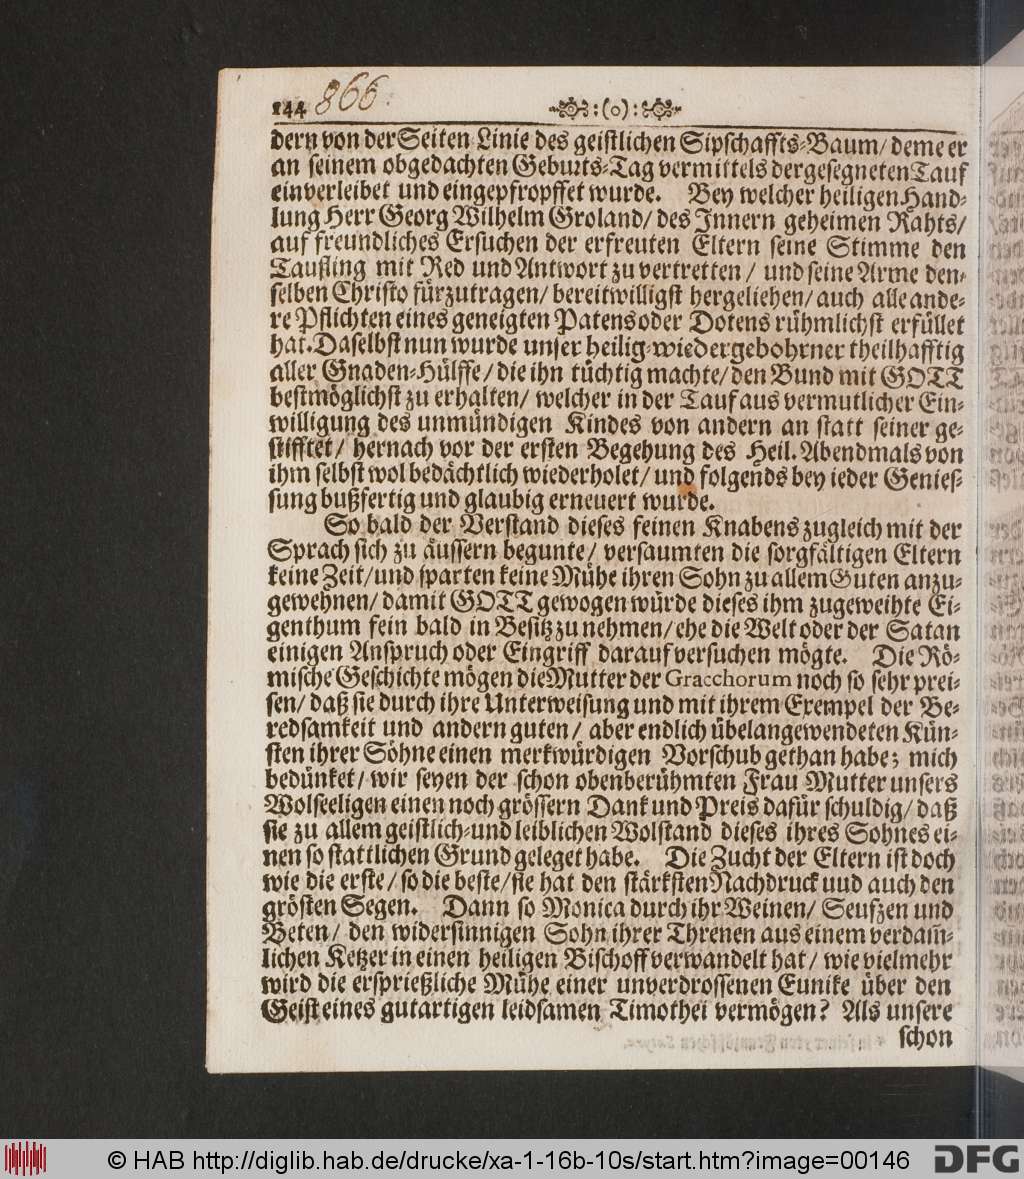 144 866.
:(o):
dern von der Seiten Linie des geistlichen Sipschaffts-Baum/ deme er
an seinem obgedachten Geburts-Tag vermittels der gesegneten Tauf
einverleibet und eingepfropffet wurde. Bey welcher heiligen Hand-
lung Herr Georg Wilhelm Groland/ des Innern geheimen Rahts/
auf freundliches Ersuchen der erfreuten Eltern seine Stimme den
Taußling mit Red und Antwort zu vertretten/ und seine Arme den-
selben Christo fürzutragen/ bereitwilligst hergeliehen/ auch alle ande-
re Pflichten eines geneigten Patens oder Dotens rühmlichst erfüllet
hat. Daselbst nun wurde unser heilig-wiedergebohrner theilhafftig
aller Gnaden-Hülffe/ die ihn tüchtig machte/ den Bund mit GOTT
bestmöglichst zu erhalten/ welcher in der Tauf aus vermutlicher Ein-
willigung des unmündigen Kindes von andern an statt seiner ge-
stifftet/ hernach vor der ersten Begehung des Heil. Abendmals von
ihm selbst wolbedächtlich wiederholet/ und folgends bey ieder Genies-
sung bußfertig und glaubig erneuert wurde.
So bald der Verstand dieses feinen Knabens zugleich mit der
Sprach sich zu äussern begunte/ versaumten die sorgfältigen Eltern
keine Zeit/ und sparten keine Mühe ihren Sohn zu allem Guten anzu-
gewehnen/ damit GOTT gewogen würde dieses ihm zugeweihte Ei-
genthum fein bald in Besitz zu nehmen/ ehe die Welt oder der Satan
einigen Anspruch oder Eingriff darauf versuchen mögte. Die Rö-
mische Geschichte mögen die Mutter der Gracchorum noch so sehr prei-
sen/ daß sie durch ihre Unterweisung und mit ihrem Exempel der Be-
redsamkeit und andern guten/ aber endlich übelangewendeten Kün-
sten ihrer Söhne einen merkwürdigen Vorschub gethan habe; mich
bedünket/ wir seyen der schon obenberühmten Frau Mutter unsers
Wolseeligen einen noch grössern Dank und Preis dafür schuldig/ daß
sie zu allem geistlich- und leiblichen Wolstand dieses ihres Sohnes ei-
nen so stattlichen Grund geleget habe. Die Zucht der Eltern ist doch
wie die erste/ so die beste/ sie hat den stärksten Nachdruck uud auch den
grösten Segen. Dann so Monica durch ihr Weinen/ Seufzen und
Beten/ den widersinnigen Sohn ihrer Threnen aus einem verdam̃-
lichen Ketzer in einen heiligen Bischoff verwandelt hat/ wie vielmehr
wird die ersprießliche Mühe einer unverdrossenen Eunike über den
Geist eines gutartigen leidsamen Timothei vermögen? Als unsere
schon
© HAB http://diglib.hab.de/drucke/xa-1-16b-10s/start.htm?image=00146
DFG